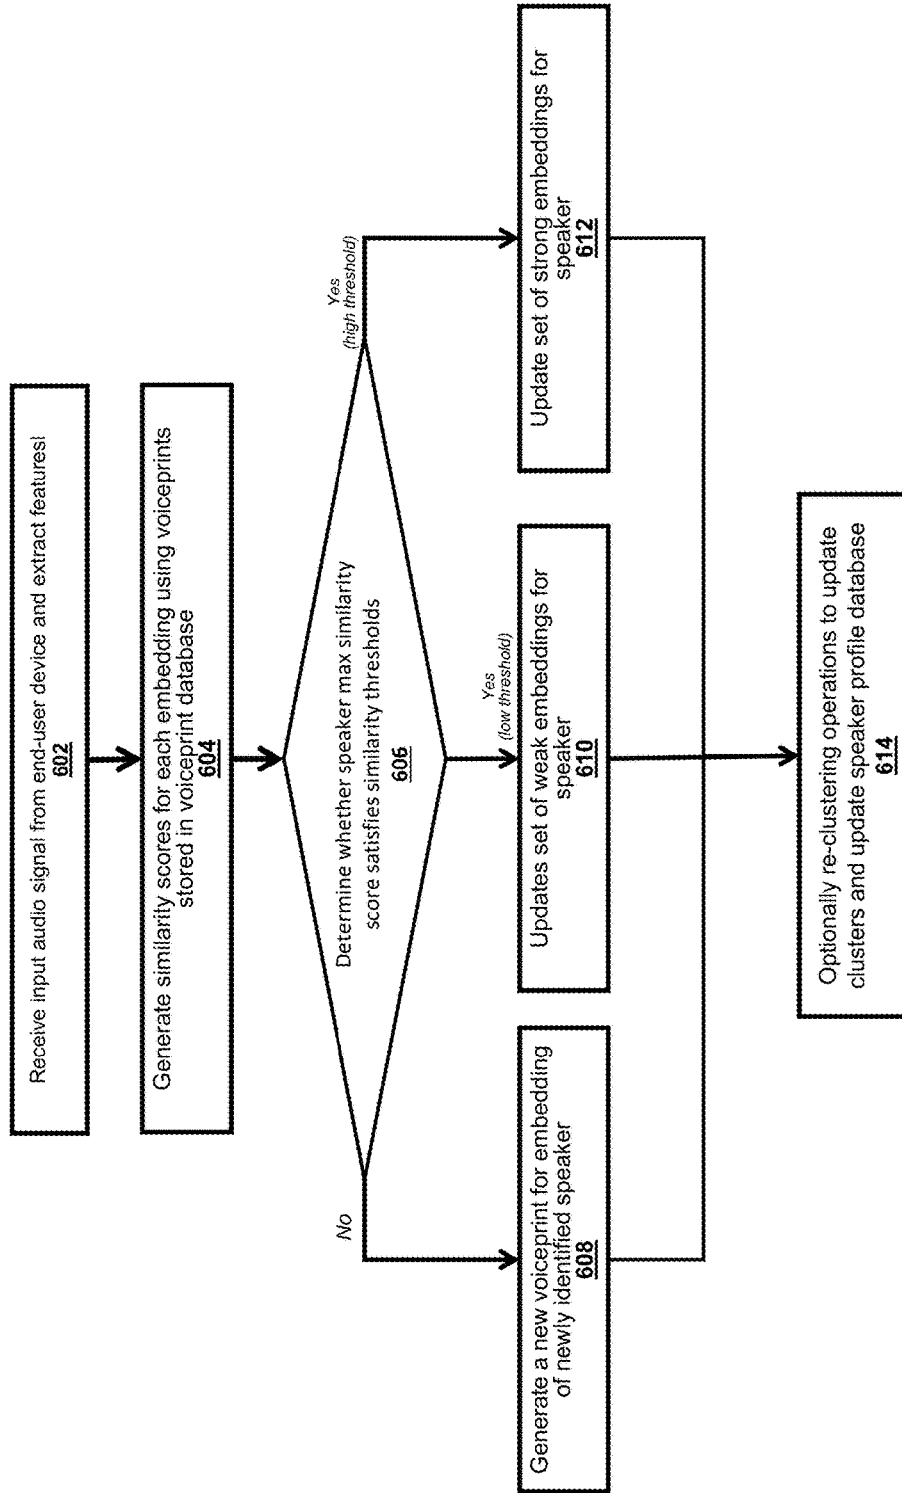 Receive input audio signal from end-user device and extract features!
602
Generate similarity scores for each embedding using voiceprints
stored in voiceprint database
604
Determine whether speaker max similarity
score satisfies similarity thresholds
606
No
Yes
(low threshold)
Yes
(high threshold)
Generate a new voiceprint for embedding
of newly identified speaker
608
Updates set of weak embeddings for
speaker
610
Update set of strong embeddings for
speaker
612
Optionally re-clustering operations to update
clusters and update speaker profile database
614